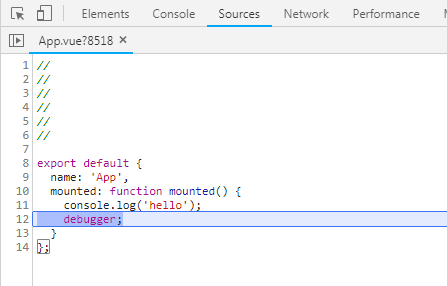 Elements Console Sources Network Performance
App.vue?8518 ×
1 //
2 //
3 //
4 //
5 //
6 //
7
8 export default {
9 name: 'App',
10 mounted: function mounted() {
11 console.log('hello');
12 debugger;
13 }
14 };